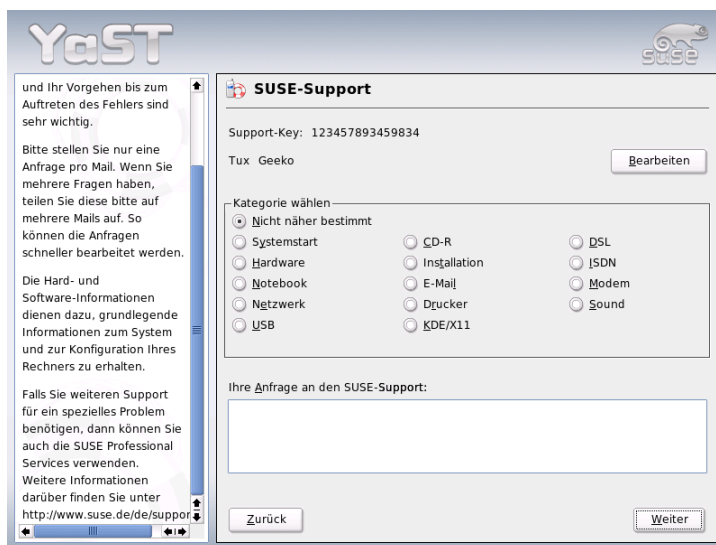 YaST
SUSE
und Ihr Vorgehen bis zum
Auftreten des Fehlers sind
sehr wichtig.
Bitte stellen Sie nur eine
Anfrage pro Mail. Wenn Sie
mehrere Fragen haben,
teilen Sie diese bitte auf
mehrere Mails auf. So
können die Anfragen
schneller bearbeitet werden.
Die Hard- und
Software-Informationen
dienen dazu, grundlegende
Informationen zum System
und zur Konfiguration Ihres
Rechners zu erhalten.
Falls Sie weiteren Support
für ein spezielles Problem
benötigen, dann können Sie
auch die SUSE Professional
Services verwenden.
Weitere Informationen
darüber finden Sie unter
http://www.suse.de/de/suppor
SUSE-Support
Support-Key: 123457893459834
Tux Geeko
Bearbeiten
Kategorie wählen
Nicht näher bestimmt
Systemstart
Hardware
Notebook
Netzwerk
USB
CD-R
Installation
E-Mail
Drucker
KDE/X11
DSL
ISDN
Modem
Sound
Ihre Anfrage an den SUSE-Support:
Zurück
Weiter